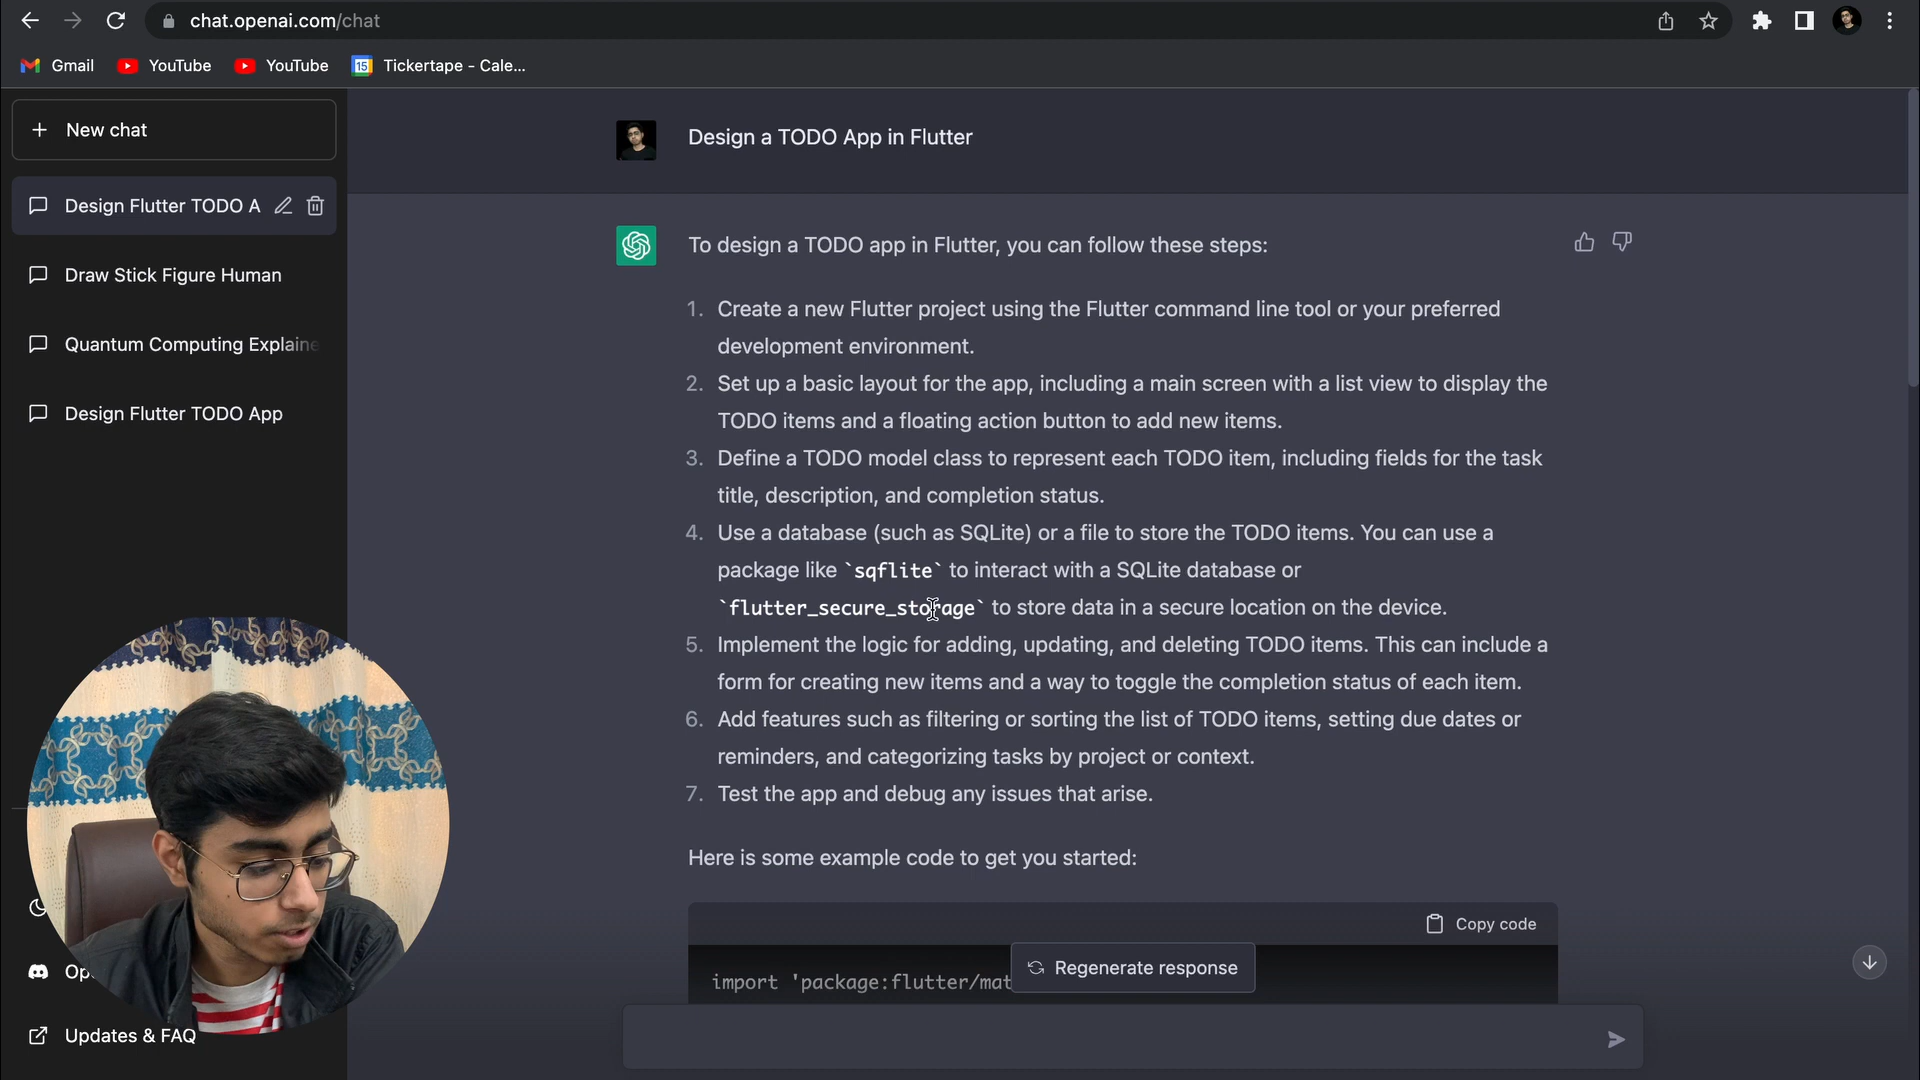 chat.openai.com/chat
Gmail
YouTube
YouTube
15
Tickertape - Cale...
+ New chat
Design Flutter TODO A
Draw Stick Figure Human
Quantum Computing Explaine
Design Flutter TODO App
Op
Updates & FAQ
Design a TODO App in Flutter
To design a TODO app in Flutter, you can follow these steps:
1. Create a new Flutter project using the Flutter command line tool or your preferred
development environment.
2. Set up a basic layout for the app, including a main screen with a list view to display the
TODO items and a floating action button to add new items.
3. Define a TODO model class to represent each TODO item, including fields for the task
title, description, and completion status.
4. Use a database (such as SQLite) or a file to store the TODO items. You can use a
package like `sqflite` to interact with a SQLite database or
`flutter_secure_storage` to store data in a secure location on the device.
5. Implement the logic for adding, updating, and deleting TODO items. This can include a
form for creating new items and a way to toggle the completion status of each item.
6. Add features such as filtering or sorting the list of TODO items, setting due dates or
reminders, and categorizing tasks by project or context.
7. Test the app and debug any issues that arise.
Here is some example code to get you started:
Copy code
import 'package:flutter/mat
Regenerate response